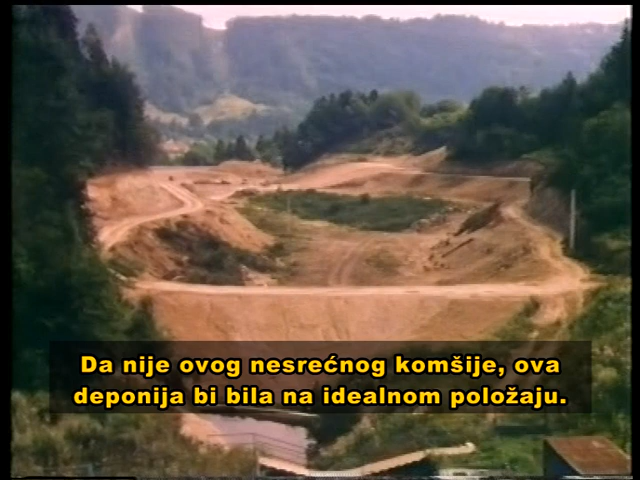 Da nije ovog nesrećnog komšije, ova
deponija bi bila na idealnom položaju.